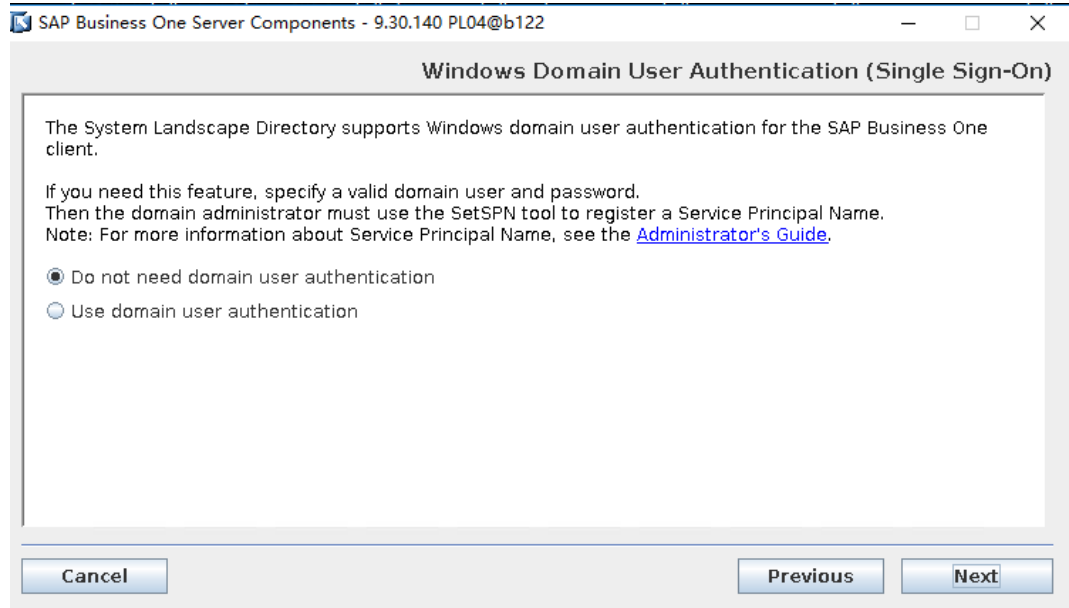 SAP Business One Server Components - 9.30.140 PL04@b122
Windows Domain User Authentication (Single Sign-On)
The System Landscape Directory supports Windows domain user authentication for the SAP Business One
client.
If you need this feature, specify a valid domain user and password.
Then the domain administrator must use the SetSPN tool to register a Service Principal Name.
Note: For more information about Service Principal Name, see the Administrator's Guide.
Do not need domain user authentication
Use domain user authentication
Cancel
Previous
Next